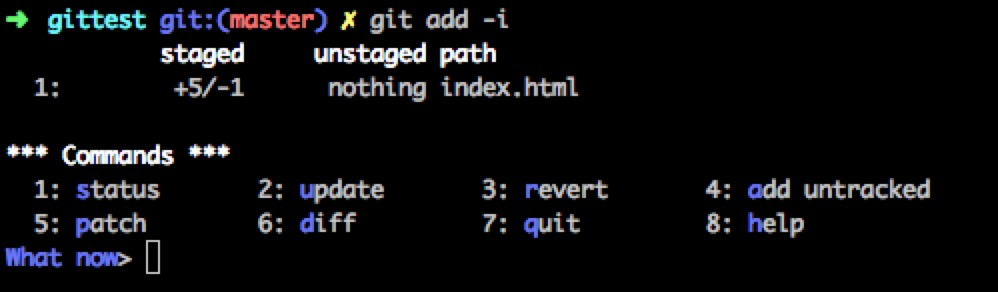 ➜ gittest git:(master) ✗ git add -i
staged unstaged path
1: +5/-1 nothing index.html
*** Commands ***
1: status 2: update 3: revert 4: add untracked
5: patch 6: diff 7: quit 8: help
What now>